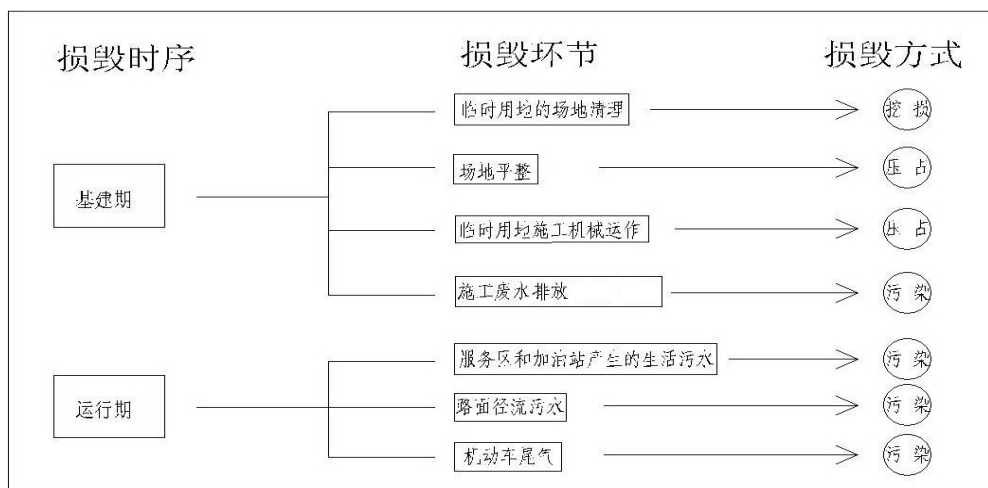 损毁时序 损毁环节 损毁方式
临时用地的场地清理 挖损
场地平整 压占
基建期
临时用地施工机械运作 压占
施工废水排放 污染
服务区和加油站产生的生活污水 污染
运行期 路面径流污水 污染
机动车尾气 污染